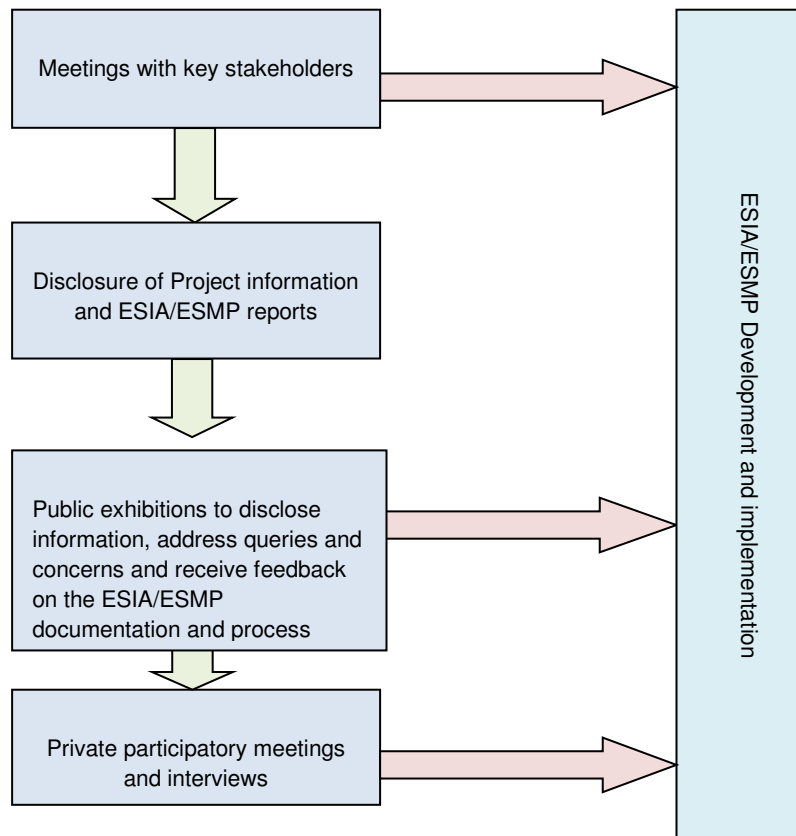 Meetings with key stakeholders
Disclosure of Project information
and ESIA/ESMP reports
Public exhibitions to disclose
information, address queries and
concerns and receive feedback
on the ESIA/ESMP
documentation and process
Private participatory meetings
and interviews
ESIA/ESMP Development and implementation